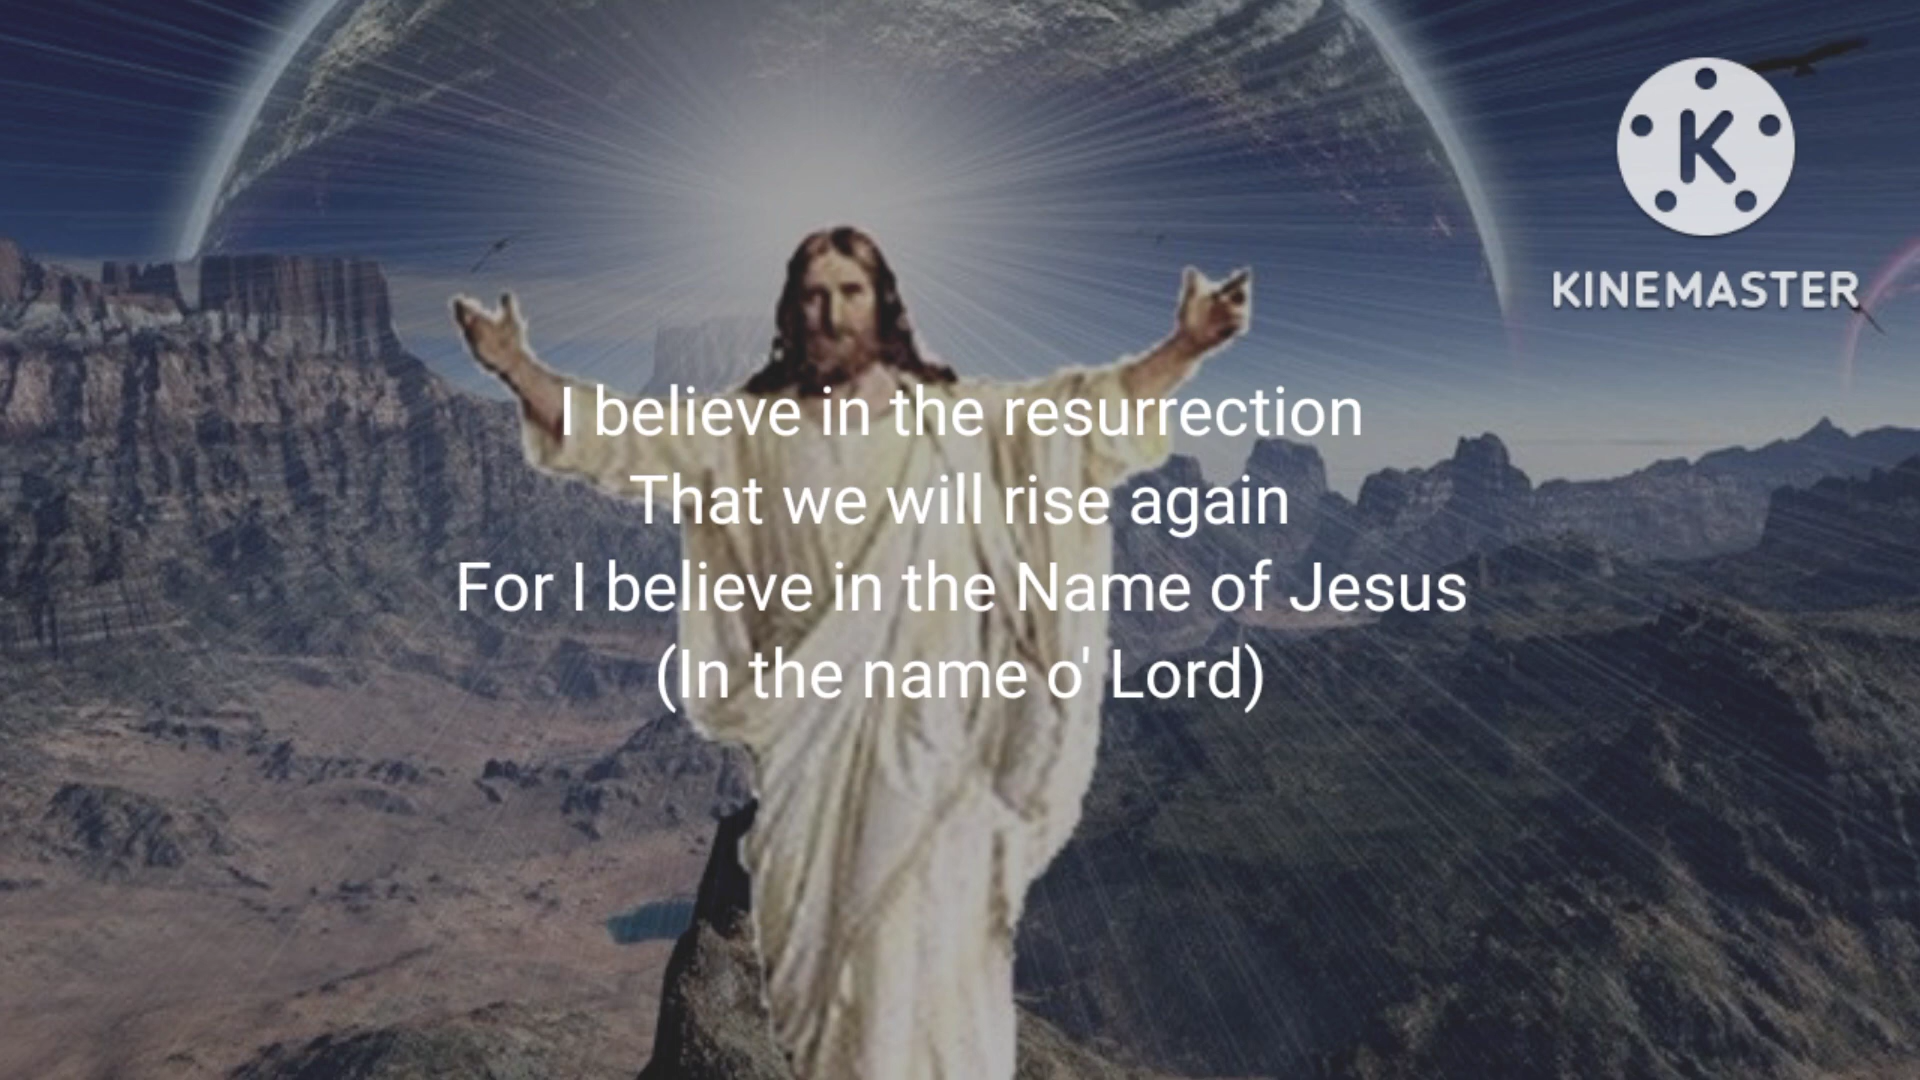 K
KINEMASTER
I believe in the resurrection
That we will rise again
For I believe in the Name of Jesus
(In the name o' Lord)